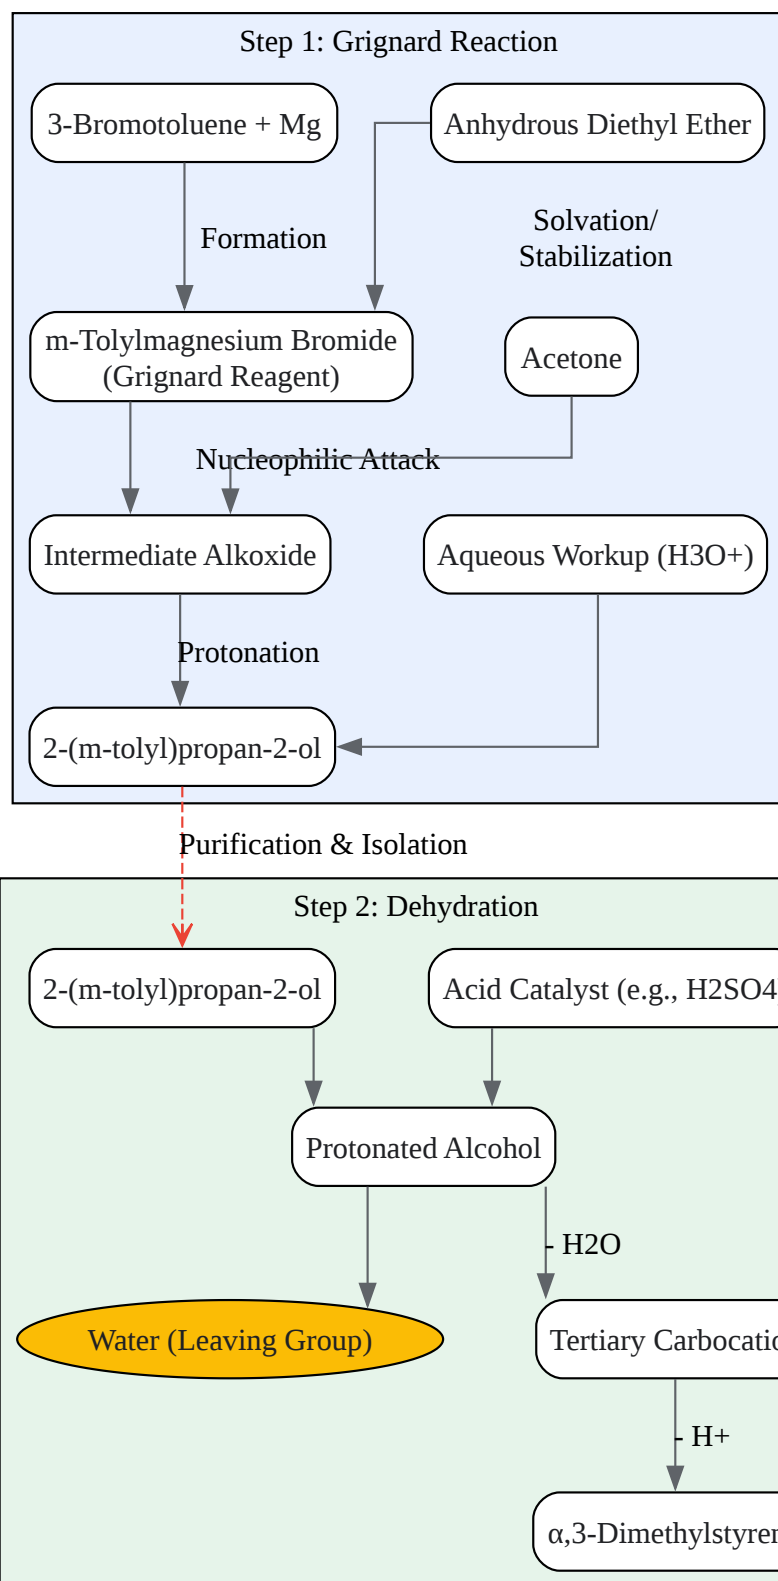 Step 1: Grignard Reaction
3-Bromotoluene + Mg
Anhydrous Diethyl Ether
Formation
Solvation/
Stabilization
m-Tolylmagnesium Bromide
(Grignard Reagent)
Acetone
Nucleophilic Attack
Intermediate Alkoxide
Aqueous Workup (H3O+)
Protonation
2-(m-tolyl)propan-2-ol
Purification & Isolation
Step 2: Dehydration
2-(m-tolyl)propan-2-ol
Acid Catalyst (e.g., H2SO4
Protonated Alcohol
- H2O
Water (Leaving Group)
Tertiary Carbocatio
- H+
α,3-Dimethylstyren